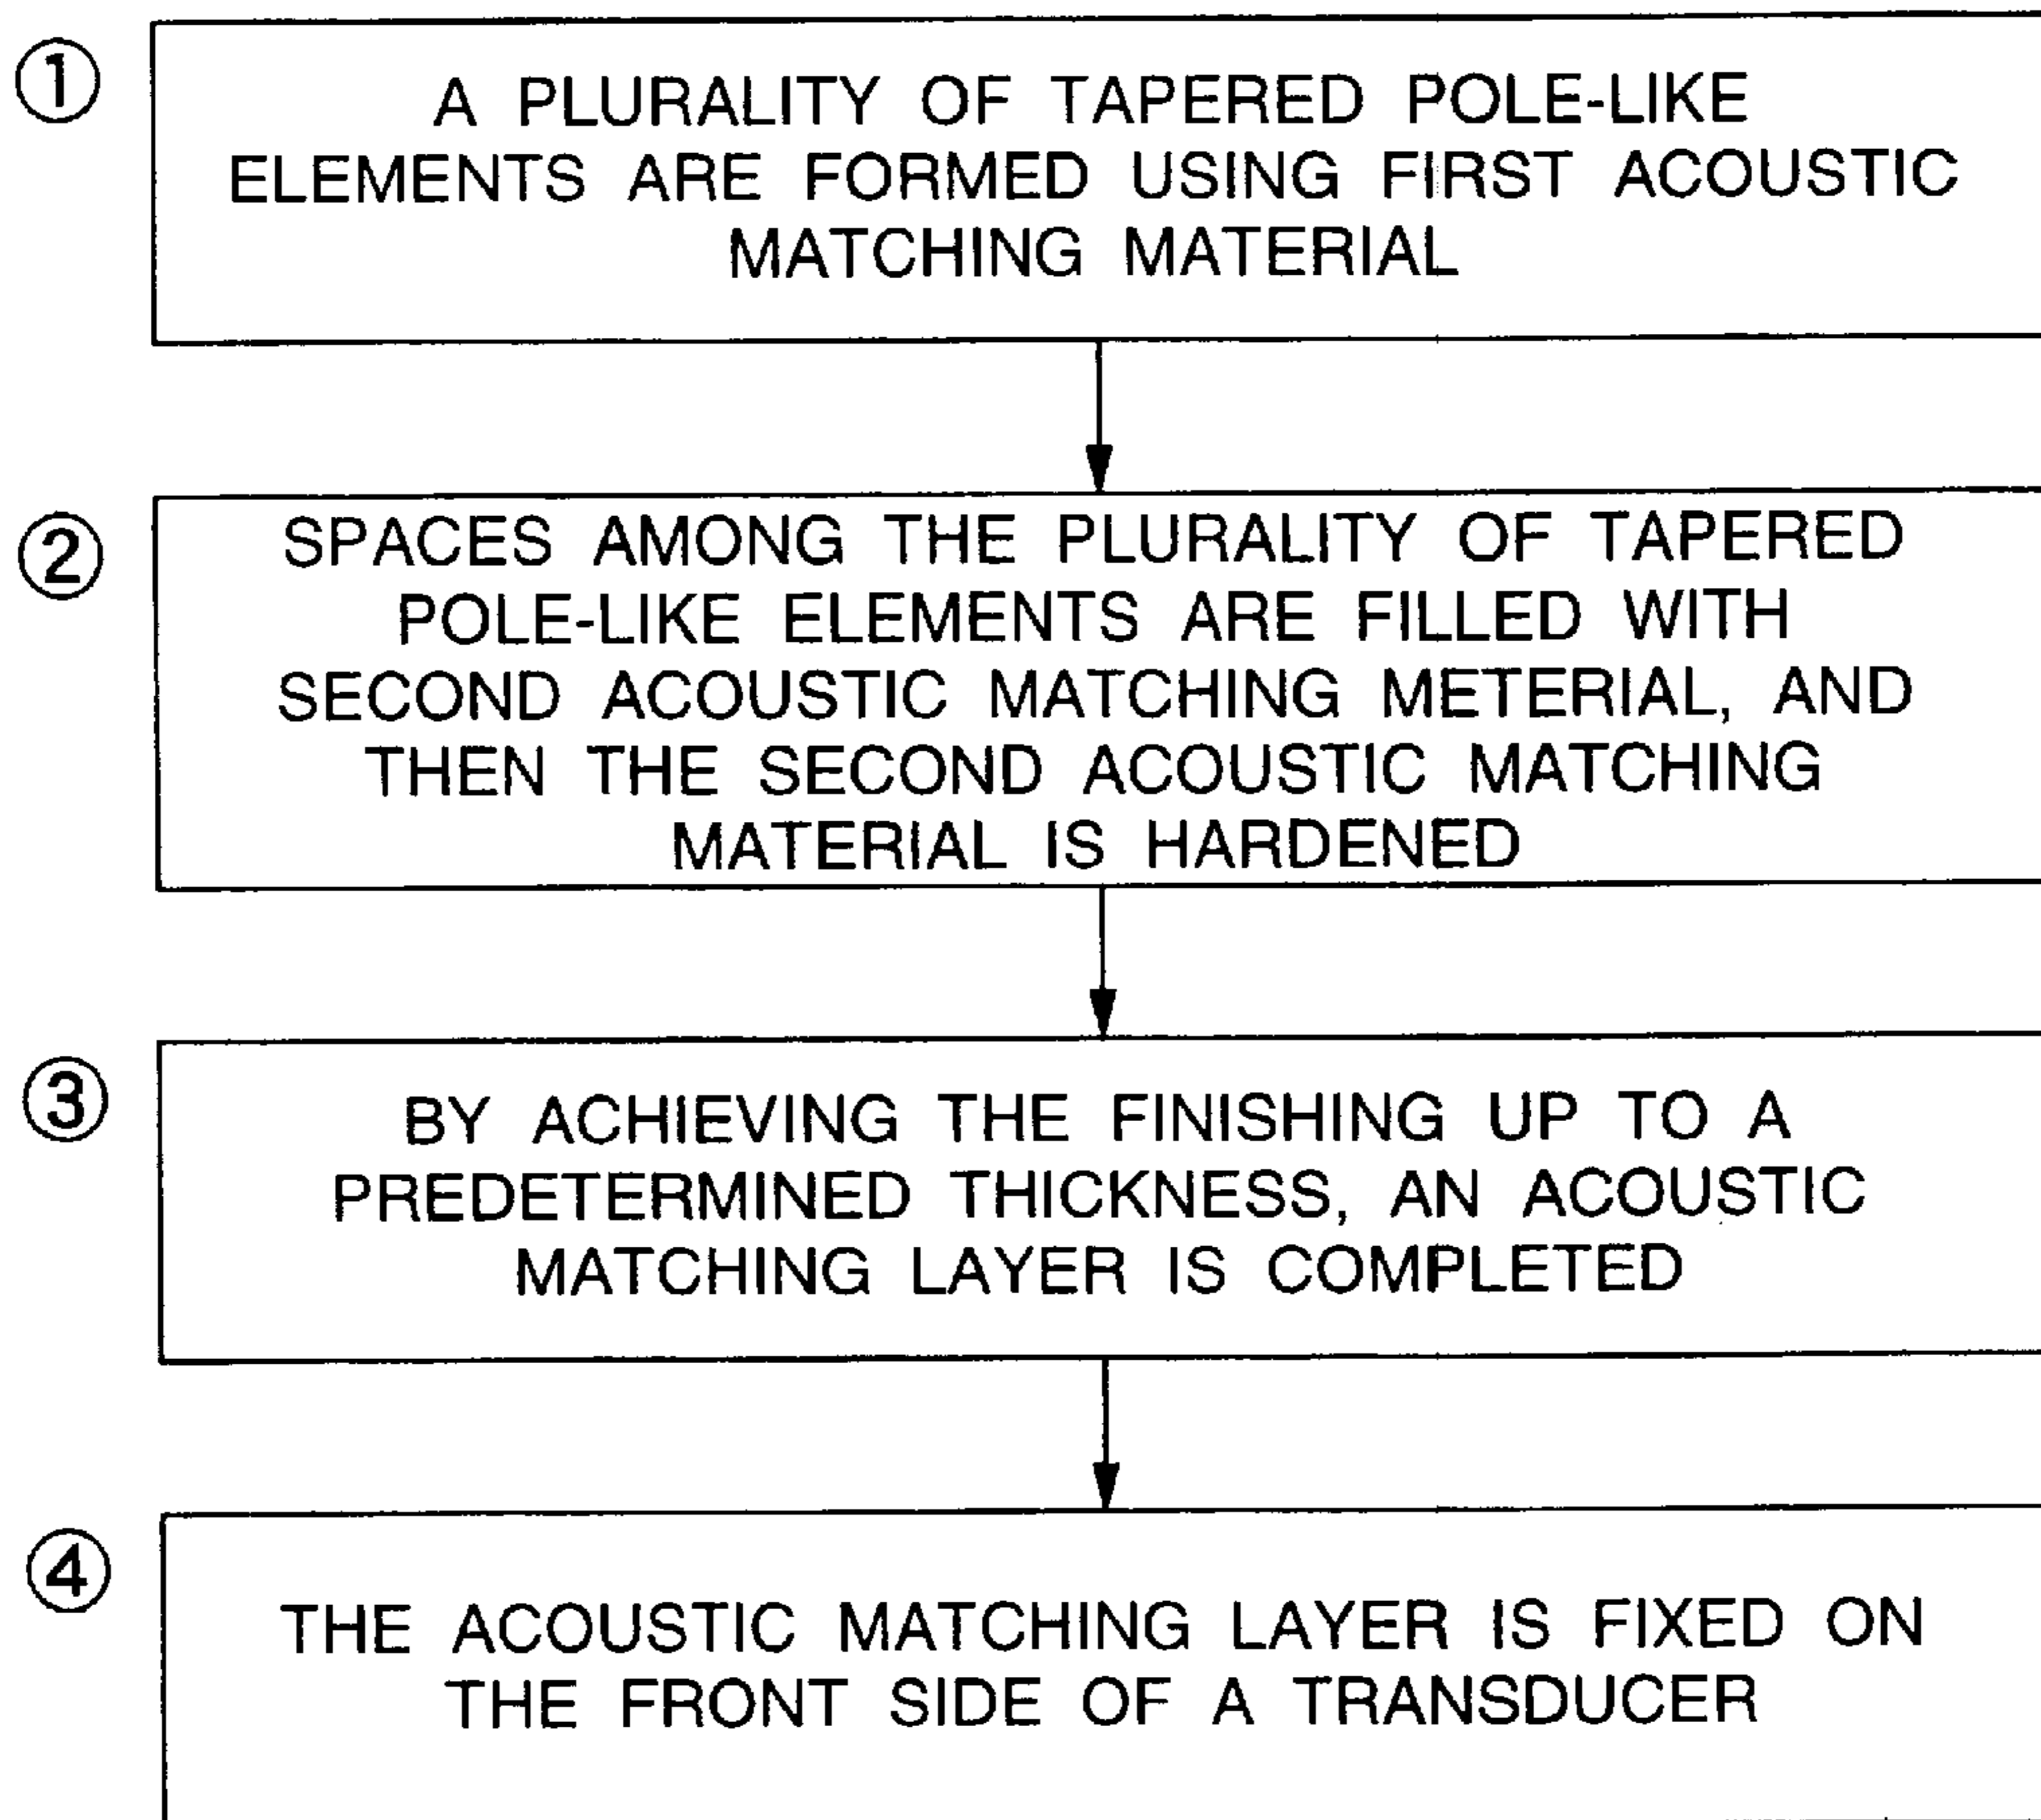 ①
A PLURALITY OF TAPERED POLE-LIKE
ELEMENTS ARE FORMED USING FIRST ACOUSTIC
MATCHING MATERIAL
②
SPACES AMONG THE PLURALITY OF TAPERED
POLE-LIKE ELEMENTS ARE FILLED WITH
SECOND ACOUSTIC MATCHING METERIAL, AND
THEN THE SECOND ACOUSTIC MATCHING
MATERIAL IS HARDENED
③
BY ACHIEVING THE FINISHING UP TO A
PREDETERMINED THICKNESS, AN ACOUSTIC
MATCHING LAYER IS COMPLETED
④
THE ACOUSTIC MATCHING LAYER IS FIXED ON
THE FRONT SIDE OF A TRANSDUCER